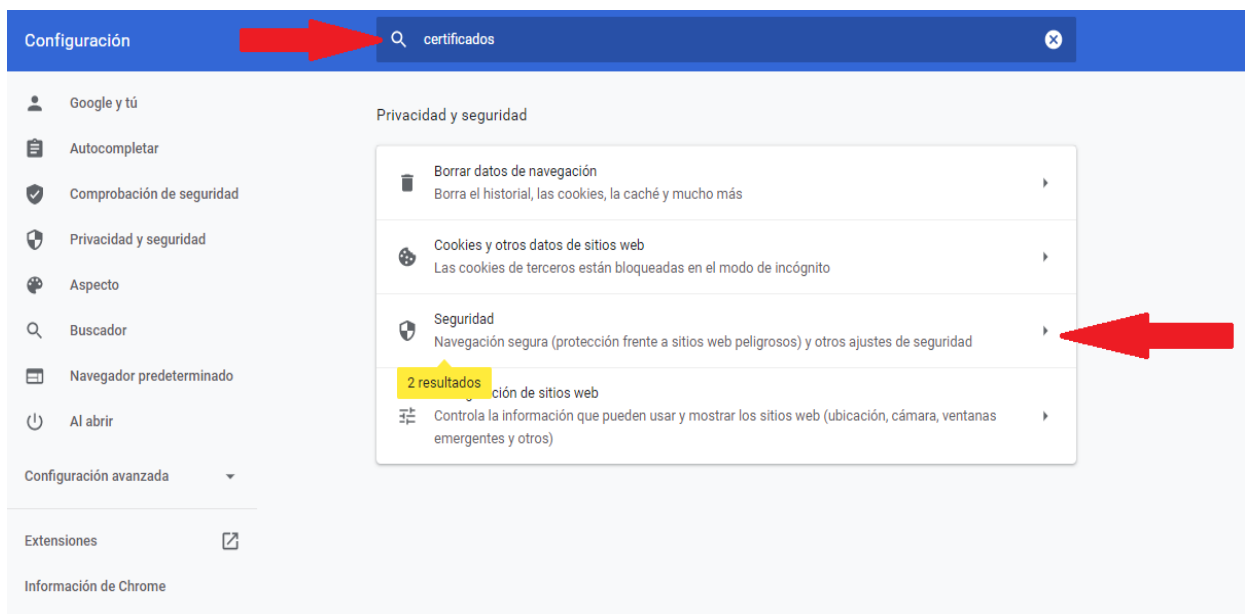 Configuración
certificados
Google y tú
Autocompletar
Comprobación de seguridad
Privacidad y seguridad
Aspecto
Buscador
Navegador predeterminado
Al abrir
Configuración avanzada
Extensiones
Información de Chrome
Privacidad y seguridad
Borrar datos de navegación
Borra el historial, las cookies, la caché y mucho más
Cookies y otros datos de sitios web
Las cookies de terceros están bloqueadas en el modo de incógnito
Seguridad
Navegación segura (protección frente a sitios web peligrosos) y otros ajustes de seguridad
2 resultados
ción de sitios web
Controla la información que pueden usar y mostrar los sitios web (ubicación, cámara, ventanas
emergentes y otros)